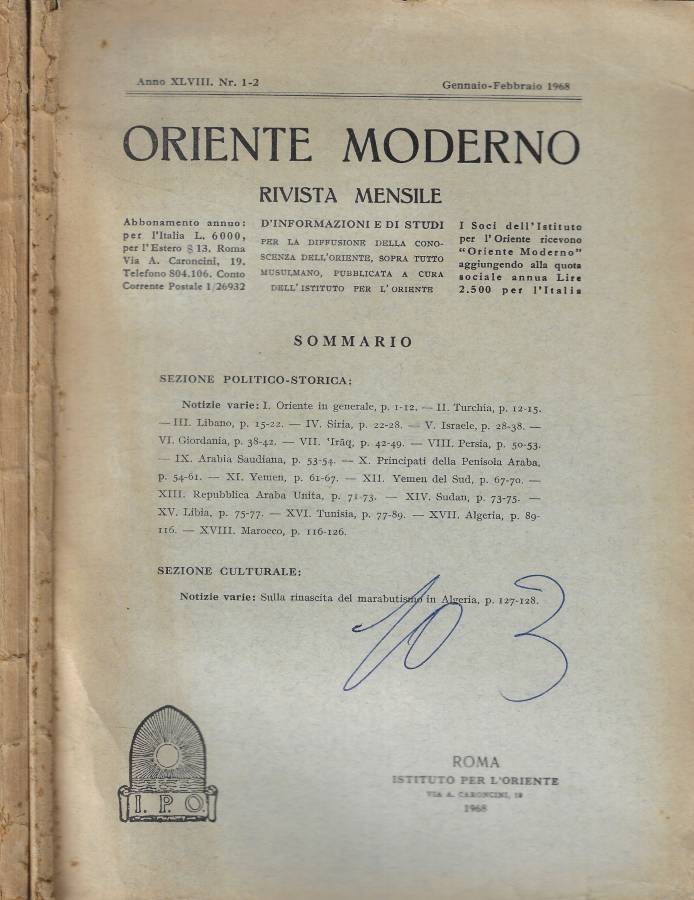 Anno XLVIII. Nr. 1-2
Gennaio-Febbraio 1968
ORIENTE MODERNO
RIVISTA MENSILE
Abbonamento annuo:
per l'Italia L. 6000,
per l'Estero $ 13. Roma
Via A. Caroncini, 19.
Telefono 804.106. Conto
Corrente Postale 1/26932
D'INFORMAZIONI E DI STUDI
PER LA DIFFUSIONE DELLA CONO-
SCENZA DELL'ORIENTE, SOPRA TUTTO
MUSULMANO, PUBBLICATA A CURA
DELL'ISTITUTO PER L'ORIENTE
I Soci dell'Istituto
per l'Oriente ricevono
"Oriente Moderno"
aggiungendo alla quota
sociale annua Lire
2.500 per l'Italia
SOMMARIO
SEZIONE POLITICO-STORICA:
Notizie varie: I. Oriente in generale, p. 1-12. — II. Turchia, p. 12-15.
— III. Libano, p. 15-22. — IV. Siria, p. 22-28. — V. Israele, p. 28-38. —
VI. Giordania, p. 38-42. — VII. 'Irāq, p. 42-49. — VIII. Persia, p. 50-53.
— IX. Arabia Saudiana, p. 53-54. — X. Principati della Penisola Araba,
p. 54-61. — XI. Yemen, p. 61-67. — XII. Yemen del Sud, p. 67-70. —
XIII. Repubblica Araba Unita, p. 71-73. — XIV. Sudan, p. 73-75. —
XV. Libia, p. 75-77. — XVI. Tunisia, p. 77-89. — XVII. Algeria, p. 89-
116. — XVIII. Marocco, p. 116-126.
SEZIONE CULTURALE:
Notizie varie: Sulla rinascita del marabutismo in Algeria, p. 127-128.
I. P. O.
ROMA
ISTITUTO PER L'ORIENTE
VIA A. CARONCINI, 19
1968